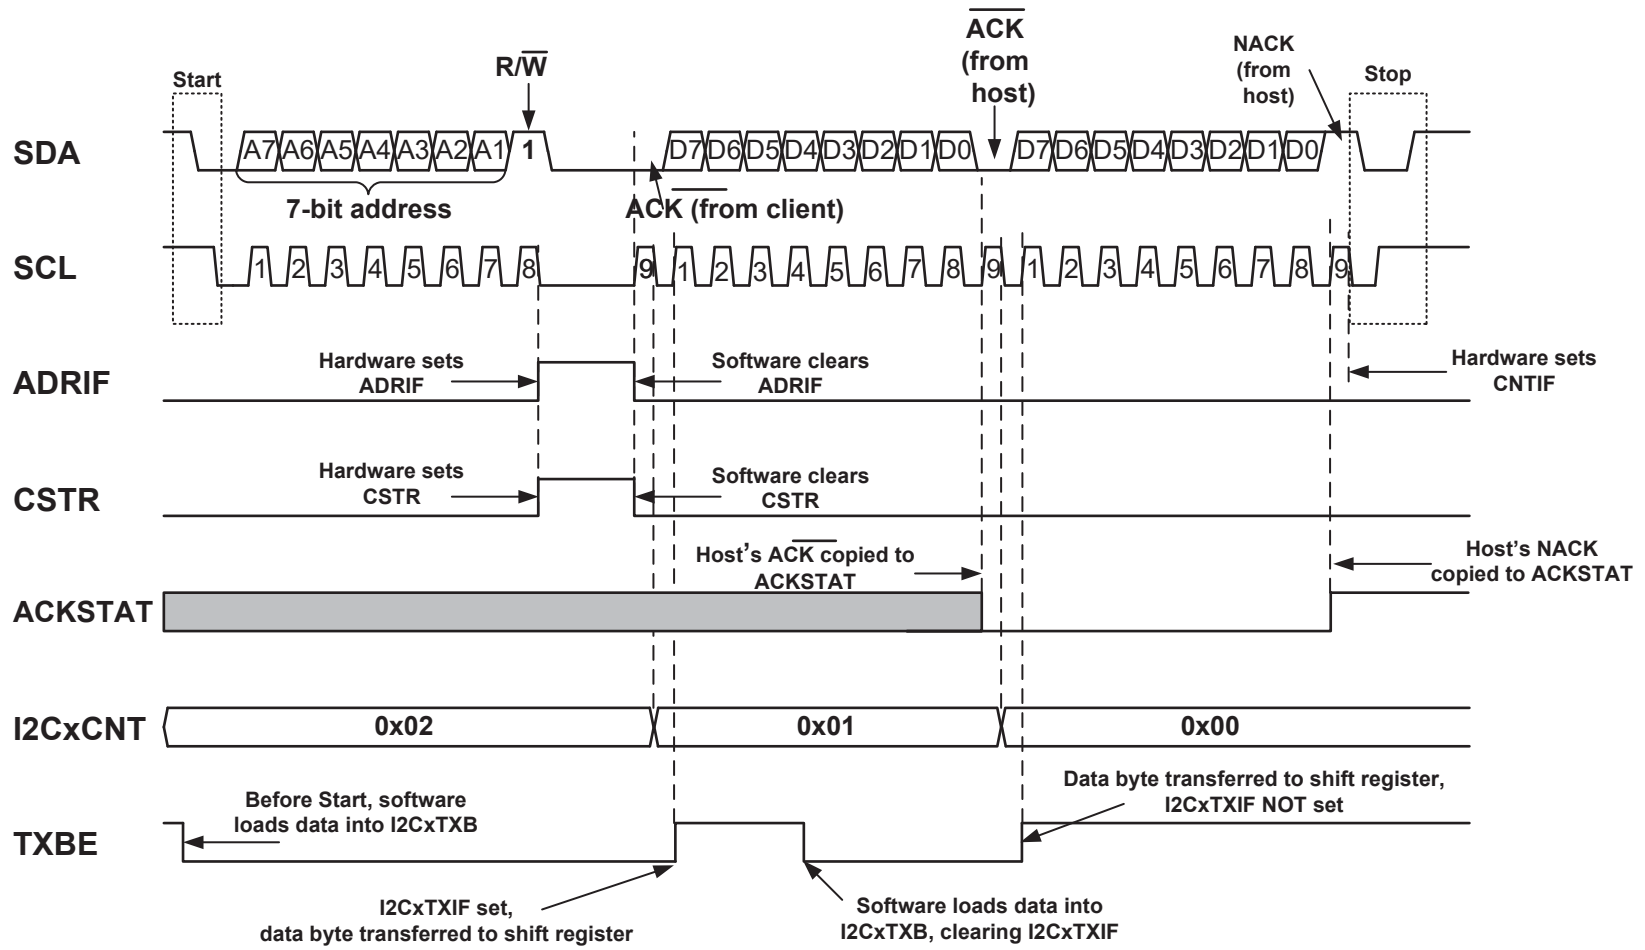 ACK
(from
host)
NACK
(from
host)
R/W
Start
Stop
SDA
A7 A6 A5 A4 A3 A2 A1 1 D7 D6 D5 D4 D3 D2 D1 D0 D7 D6 D5 D4 D3 D2 D1 D0
7-bit address
ACK (from client)
SCL
1 2 3 4 5 6 7 8 9 1 2 3 4 5 6 7 8 9 1 2 3 4 5 6 7 8 9
ADRIF
Hardware sets
ADRIF
Software clears
ADRIF
Hardware sets
CNTIF
CSTR
Hardware sets
CSTR
Software clears
CSTR
Host's ACK copied to
ACKSTAT
Host's NACK
copied to ACKSTAT
ACKSTAT
I2CxCNT
0x02 0x01 0x00
TXBE
Before Start, software
loads data into I2CxTXB
Data byte transferred to shift register,
I2CxTXIF NOT set
I2CxTXIF set,
data byte transferred to shift register
Software loads data into
I2CxTXB, clearing I2CxTXIF